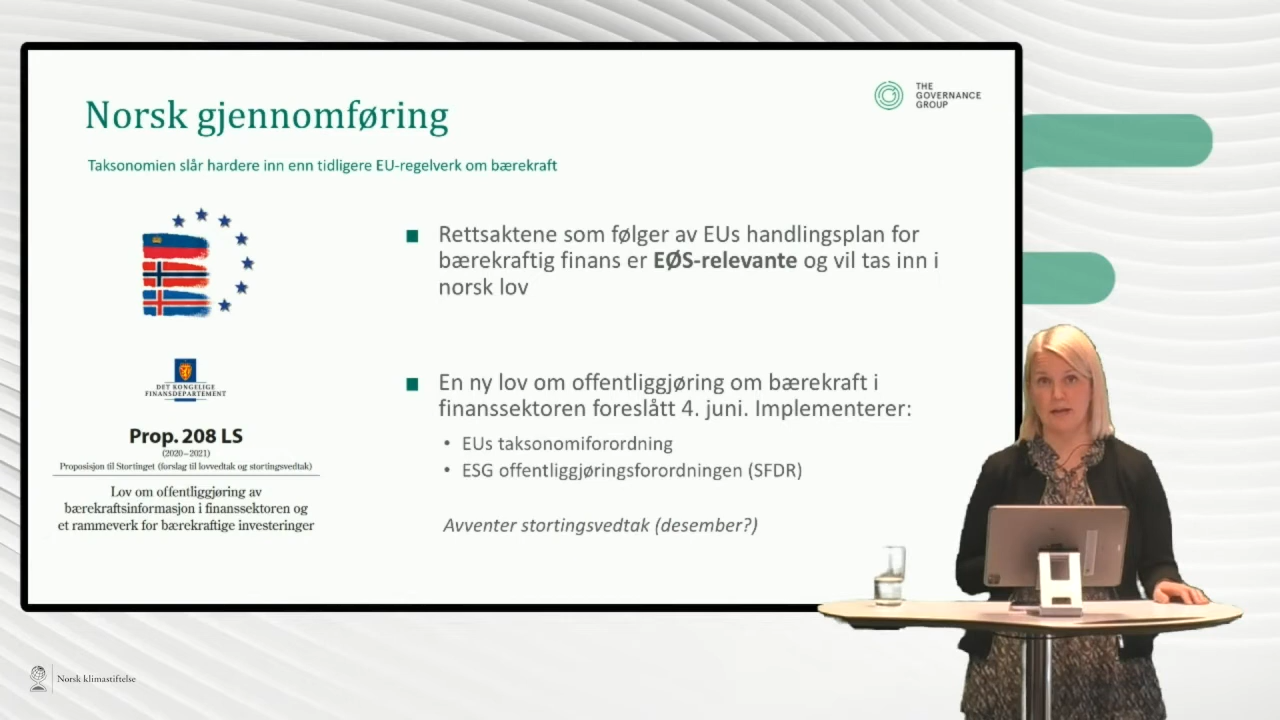 Norsk gjennomføring
THE
GOVERNANCE
GROUP
Taksonomien slår hardere inn enn tidligere EU-regelverk om bærekraft
Rettsaktene som følger av EUs handlingsplan for
bærekraftig finans er EØS-relevante og vil tas inn i
norsk lov
DET KONGELIGE
FINANSDEPARTEMENT
Prop. 208 LS
(2020–2021)
Proposisjon til Stortinget (forslag til lovvedtak og stortingsvedtak)
Lov om offentliggjøring av
bærekraftsinformasjon i finanssektoren og
et rammeverk for bærekraftige investeringer
En ny lov om offentliggjøring om bærekraft i
finanssektoren foreslått 4. juni. Implementerer:
• EUs taksonomiforordning
• ESG offentliggjøringsforordningen (SFDR)
Avventer stortingsvedtak (desember?)
Norsk klimastiftelse